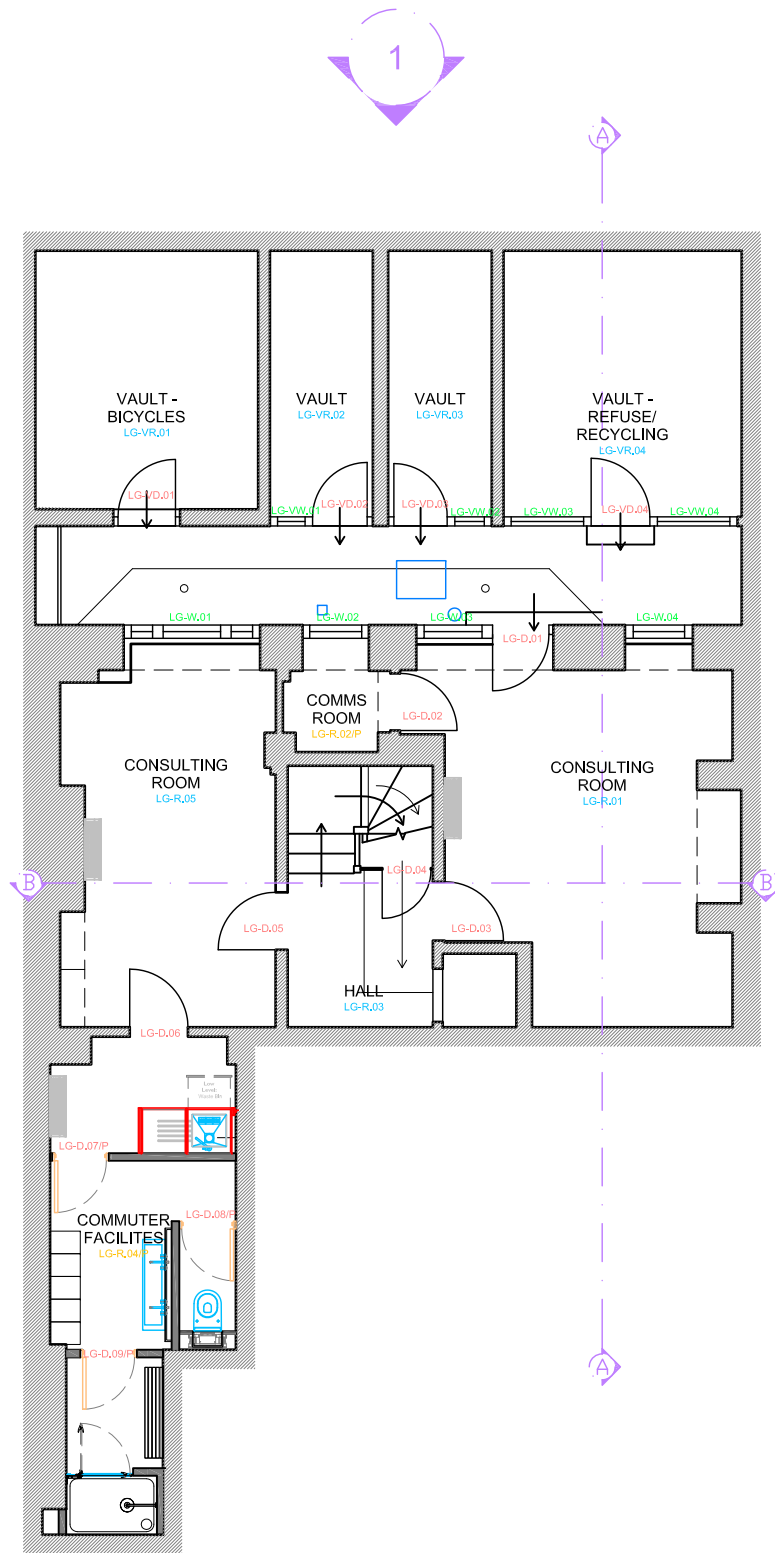 1
A
VAULT -
BICYCLES
LG-VR.01
VAULT
LG-VR.02
VAULT
LG-VR.03
VAULT -
REFUSE/
RECYCLING
LG-VR.04
LG-VD.01
LG-VW.01
LG-VD.02
LG-VD.03
LG-VW.02
LG-VW.03
LG-VD.04
LG-VW.04
LG-W.01
LG-W.02
LG-W.03
LG-W.04
LG-D.01
COMMS
ROOM
LG-R.02/P
LG-D.02
CONSULTING
ROOM
LG-R.05
CONSULTING
ROOM
LG-R.01
LG-D.04
B
B
LG-D.05
LG-D.03
HALL
LG-R.03
LG-D.06
Low
Level:
Waste Bin
LG-D.07/P
COMMUTER
FACILITES
LG-R.04/P
LG-D.08/P
LG-D.09/P
A